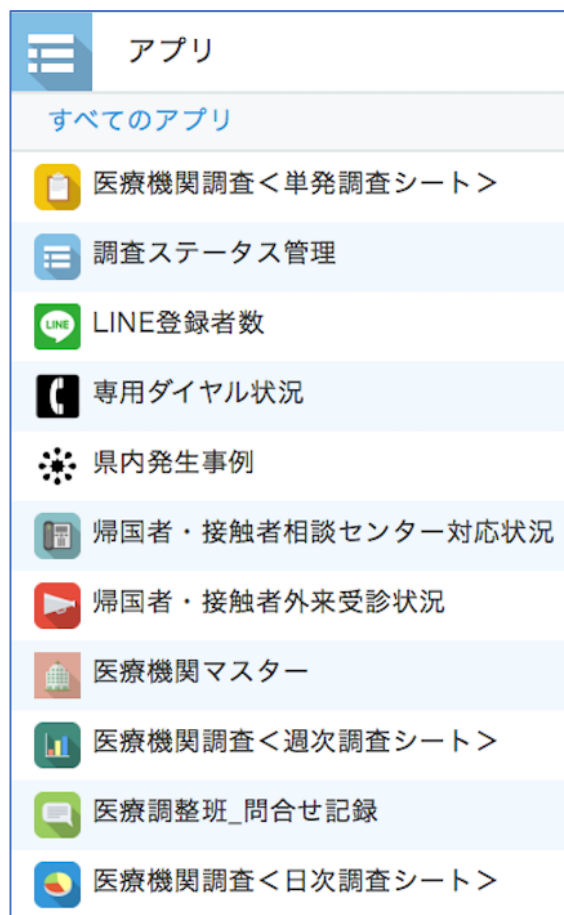 アプリ
すべてのアプリ
医療機関調査＜単発調査シート＞
調査ステータス管理
LINE
LINE登録者数
専用ダイヤル状況
県内発生事例
帰国者・接触者相談センター対応状況
帰国者・接触者外来受診状況
医療機関マスター
医療機関調査＜週次調査シート＞
医療調整班_問合せ記録
医療機関調査＜日次調査シート＞